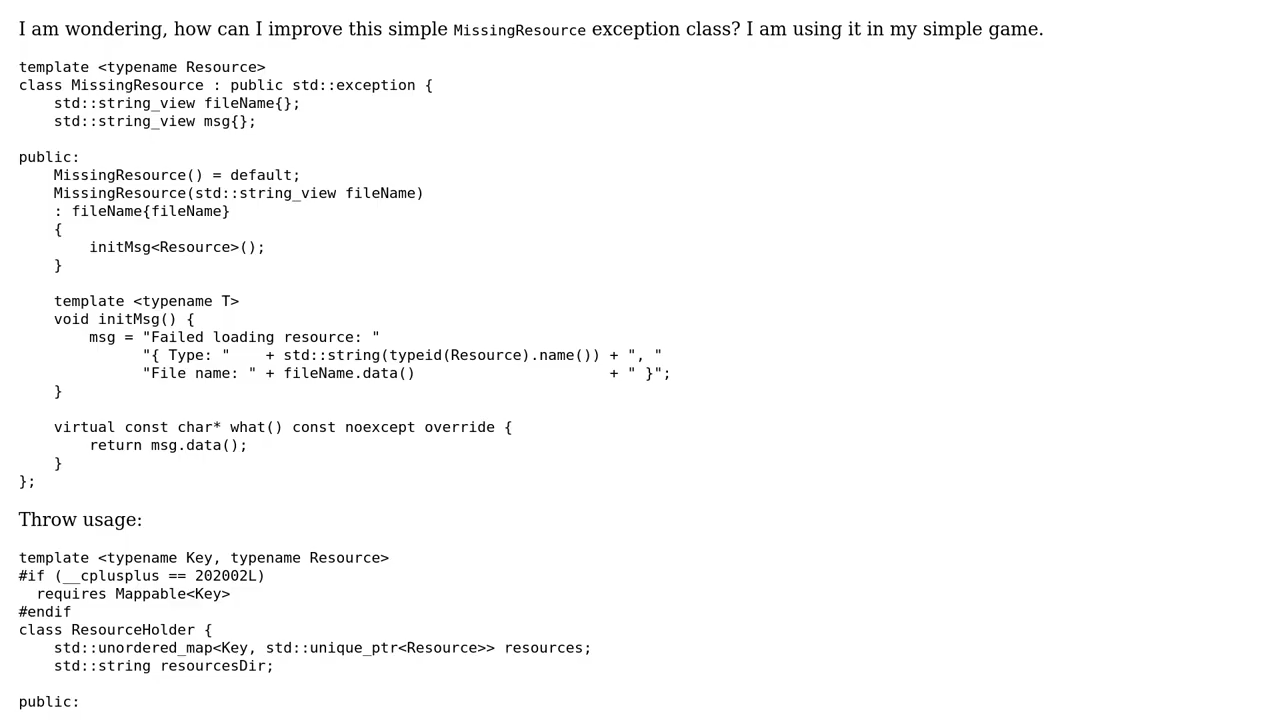 I am wondering, how can I improve this simple MissingResource exception class? I am using it in my simple game.
template <typename Resource>
class MissingResource : public std::exception {
    std::string_view fileName{};
    std::string_view msg{};

public:
    MissingResource() = default;
    MissingResource(std::string_view fileName)
    : fileName{fileName}
    {
        initMsg<Resource>();
    }

    template <typename T>
    void initMsg() {
        msg = "Failed loading resource: "
              "{ Type: "    + std::string(typeid(Resource).name()) + ", "
              "File name: " + fileName.data()                      + " }";
    }

    virtual const char* what() const noexcept override {
        return msg.data();
    }
};
Throw usage:
template <typename Key, typename Resource>
#if (__cplusplus == 202002L)
  requires Mappable<Key>
#endif
class ResourceHolder {
    std::unordered_map<Key, std::unique_ptr<Resource>> resources;
    std::string resourcesDir;

public: